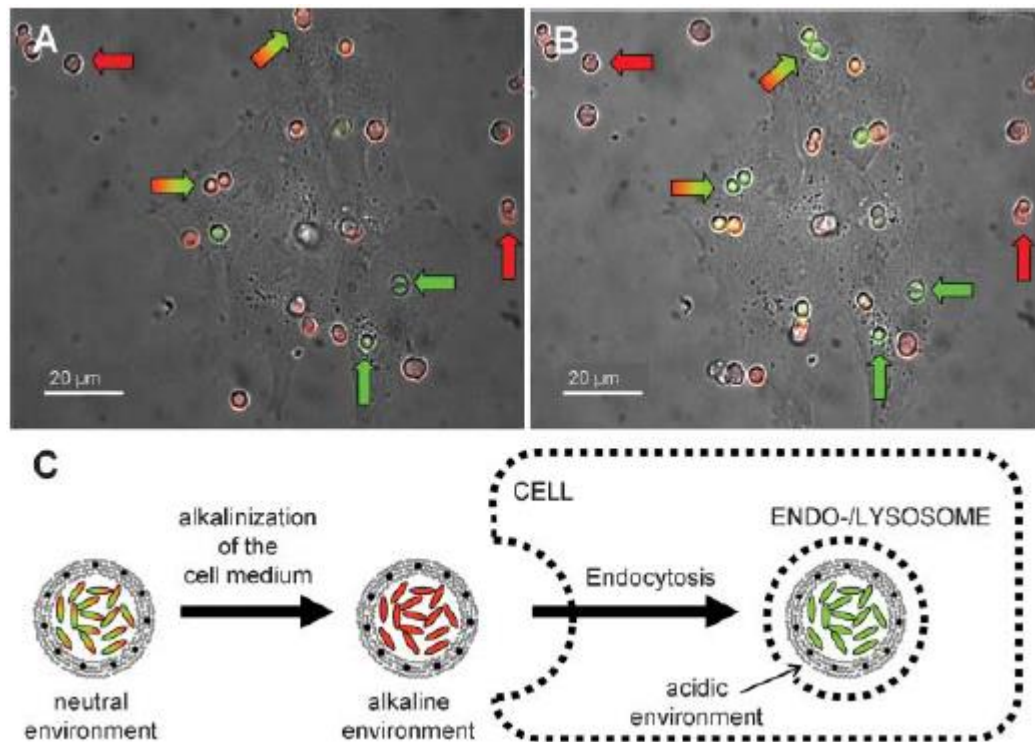 A
B
20 µm
20 µm
C
alkalinization
of the
cell medium
neutral
environment
alkaline
environment
CELL
Endocytosis
ENDO-/LYSOSOME
acidic
environment